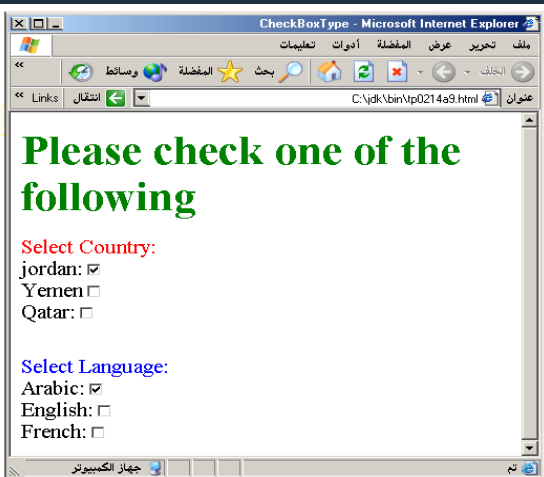 CheckBoxType - Microsoft Internet Explorer
ملف تحرير عرض المفضلة أدوات تعليمات
الخلف بحث المفضلة وسائط »
عنوان C:\jdk\bin\tp0214a9.html انتقال Links »
Please check one of the
following
Select Country:
jordan:
Yemen
Qatar:
Select Language:
Arabic:
English:
French:
تم جهاز الكمبيوتر